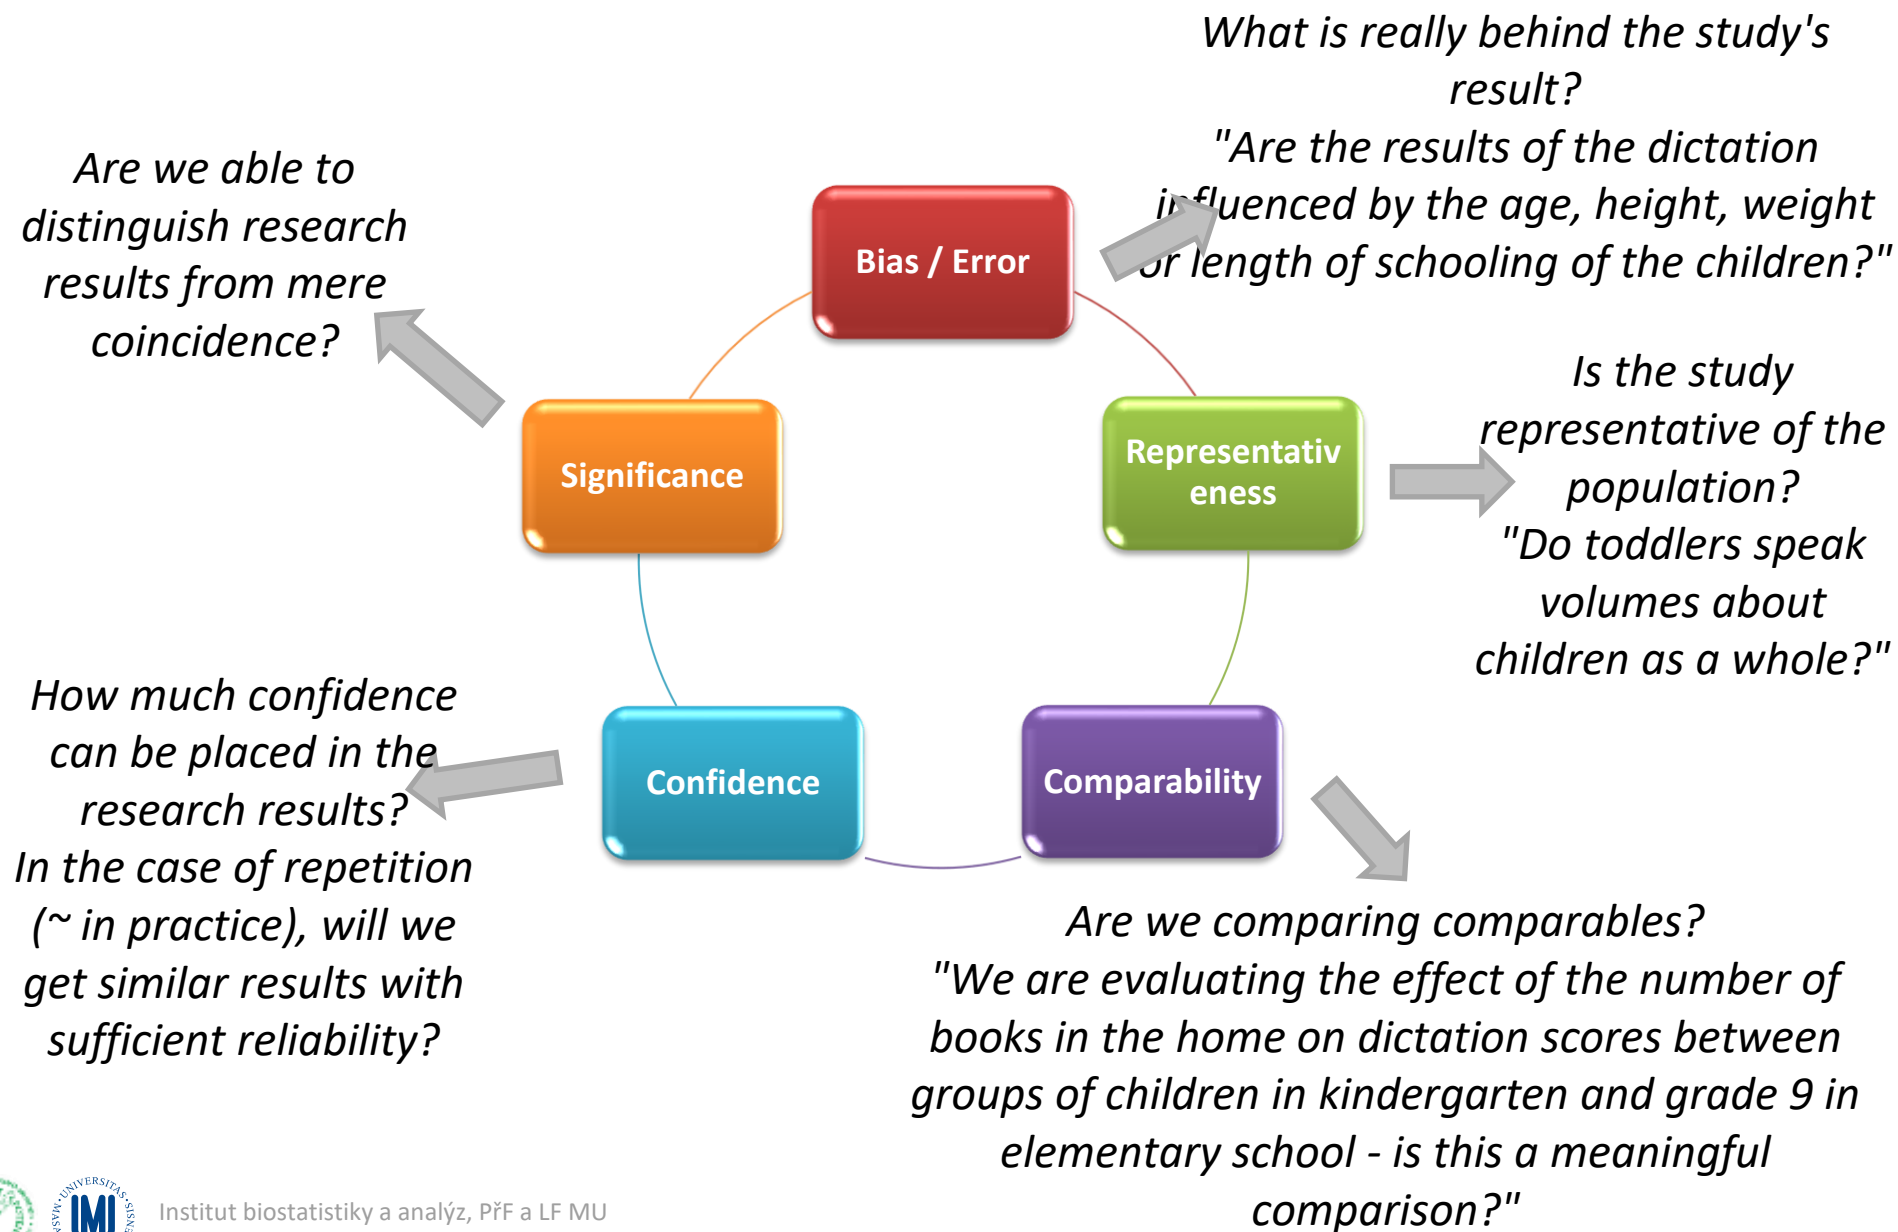 What is really behind the study's
result?
"Are the results of the dictation
influenced by the age, height, weight
or length of schooling of the children?"
Are we able to
distinguish research
results from mere
coincidence?
Bias / Error
Is the study
representative of the
population?
"Do toddlers speak
volumes about
children as a whole?"
Representativ
eness
Significance
How much confidence
can be placed in the
research results?
In the case of repetition
(~ in practice), will we
get similar results with
sufficient reliability?
Confidence
Comparability
Are we comparing comparables?
"We are evaluating the effect of the number of
books in the home on dictation scores between
groups of children in kindergarten and grade 9 in
elementary school - is this a meaningful
comparison?"
Institut biostatistiky a analýz, PřF a LF MU